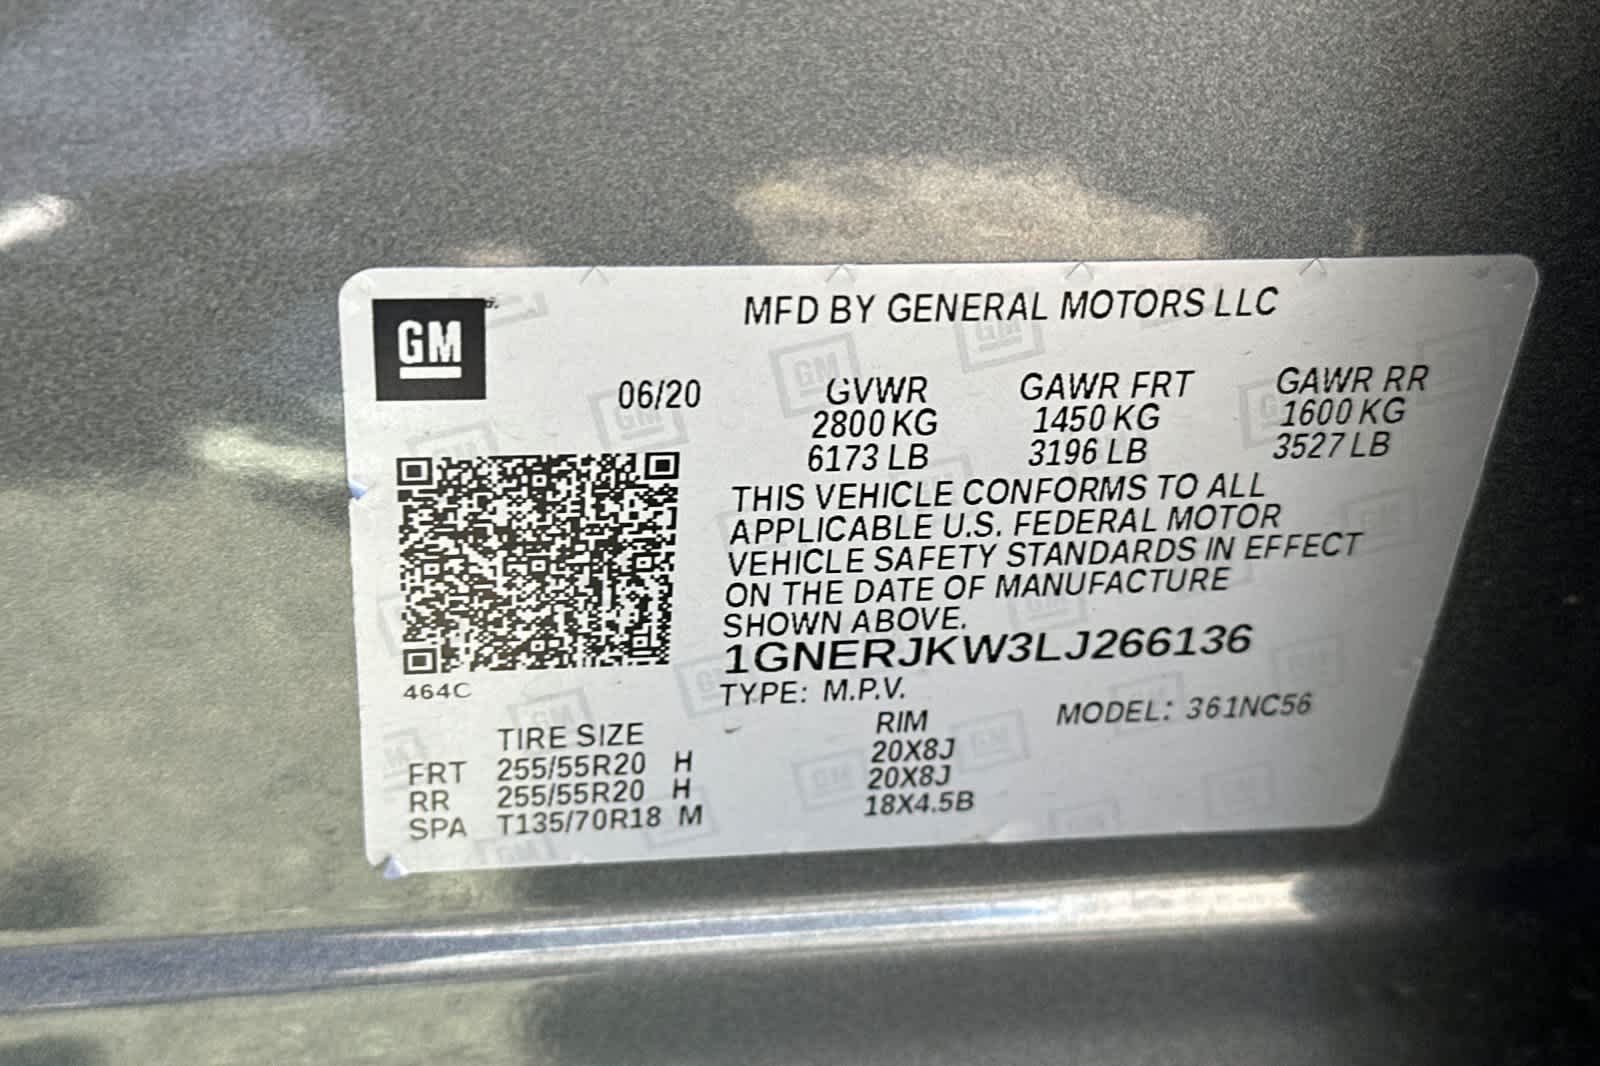 GM
MFD BY GENERAL MOTORS LLC
06/20 GVWR GAWR FRT GAWR RR
2800 KG 1450 KG 1600 KG
6173 LB 3196 LB 3527 LB
THIS VEHICLE CONFORMS TO ALL
APPLICABLE U.S. FEDERAL MOTOR
VEHICLE SAFETY STANDARDS IN EFFECT
ON THE DATE OF MANUFACTURE
SHOWN ABOVE.
1GNERJKW3LJ266136
464C
TYPE: M.P.V.
MODEL: 361NC56
TIRE SIZE RIM
FRT 255/55R20 H 20X8J
RR 255/55R20 H 20X8J
SPA T135/70R18 M 18X4.5B